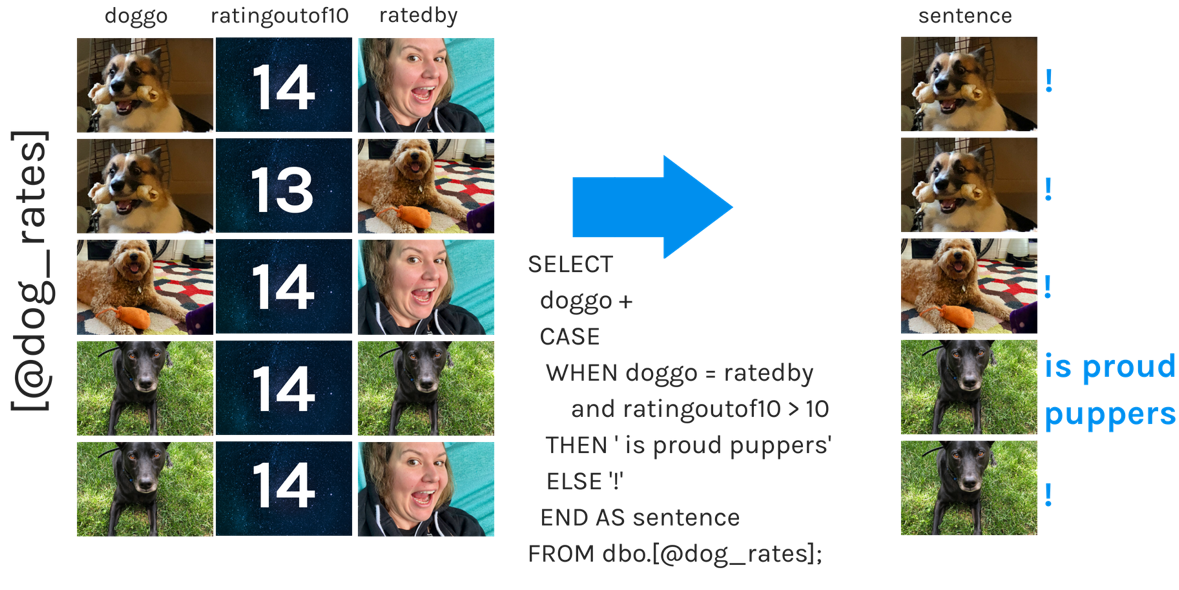 doggo ratingoutof10 ratedby
[@dog_rates]
14
13
14
14
14
SELECT
doggo +
CASE
WHEN doggo = ratedby
and ratingoutof10 > 10
THEN ' is proud puppers'
ELSE '!'
END AS sentence
FROM dbo.[@dog_rates];
sentence
!
!
!
is proud
puppers
!